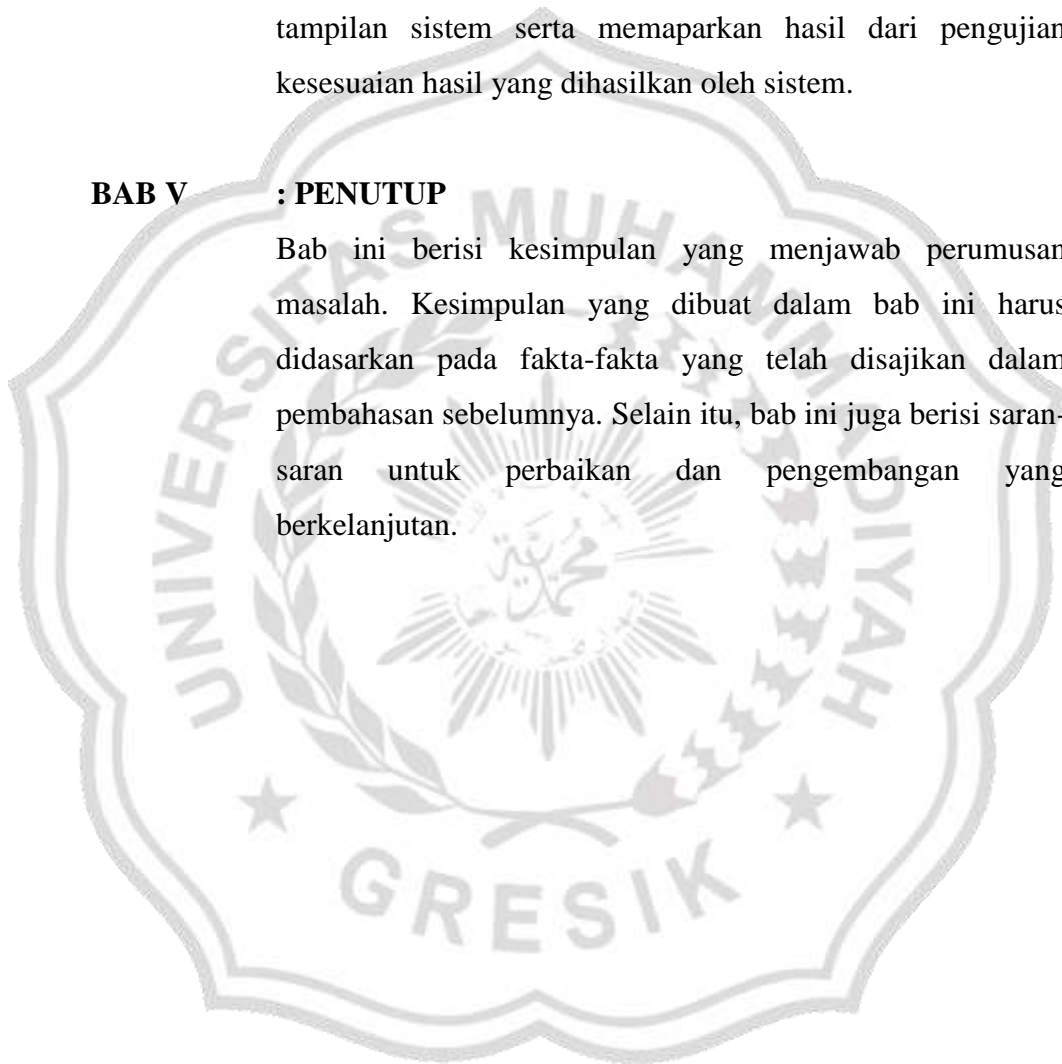 tampilan sistem serta memaparkan hasil dari pengujian
kesesuaian hasil yang dihasilkan oleh sistem.
BAB V : PENUTUP
Bab ini berisi kesimpulan yang menjawab perumusan
masalah. Kesimpulan yang dibuat dalam bab ini harus
didasarkan pada fakta-fakta yang telah disajikan dalam
pembahasan sebelumnya. Selain itu, bab ini juga berisi saran-
saran untuk perbaikan dan pengembangan yang
berkelanjutan.
UNIVERSITAS MUHAMMADIYAH
GRESIK